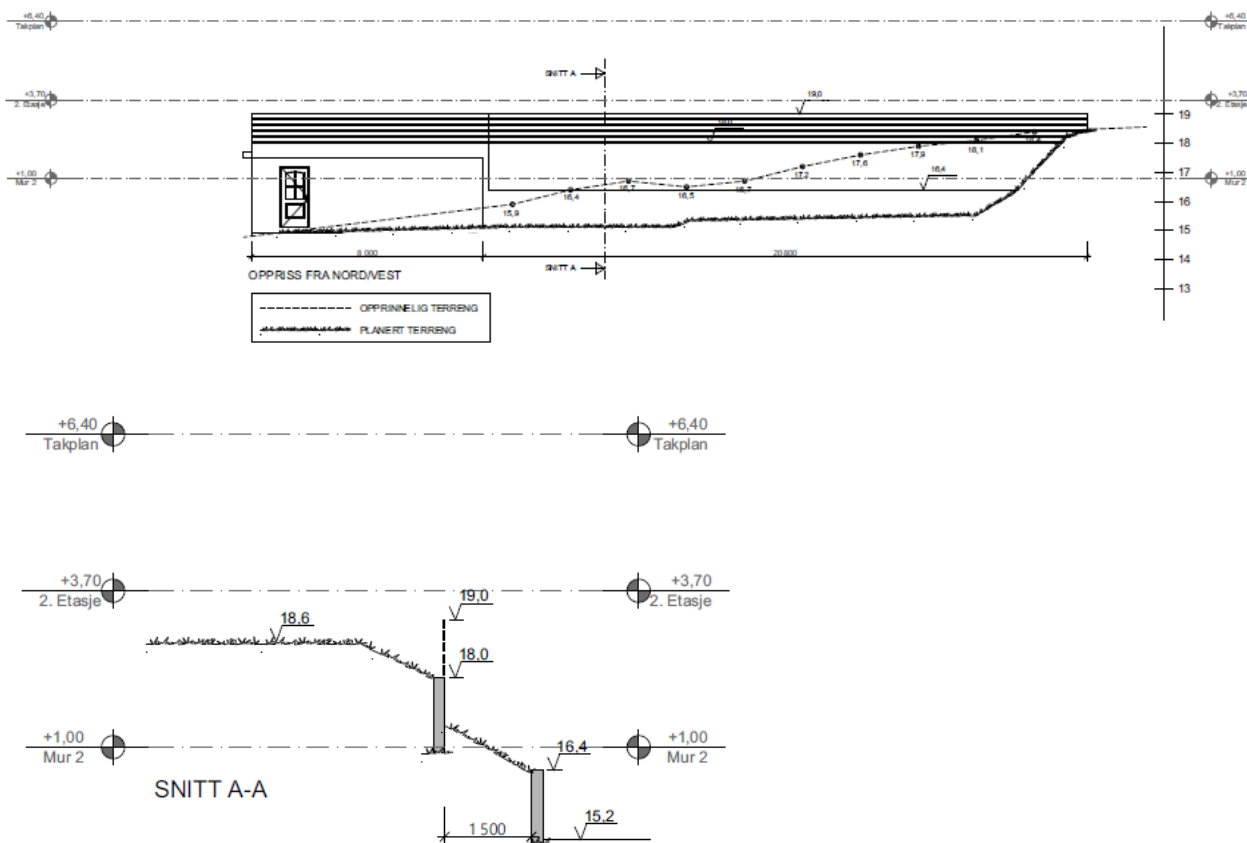 +6,40
Takplan
+6,40
Takplan
SNITT A
+3,70
2. Etasje
19,0
+3,70
2. Etasje
19
18,0
18
18,4
18,1
17,9
17,6
17,2
17
+1,00
Mur 2
16,4
+1,00
Mur 2
16,7
16,5
16,7
16,4
16
15,9
15
8 000
20 800
14
SNITT A
OPPRISS FRA NORD/VEST
13
OPPRINNELIG TERRENG
PLANERT TERRENG
+6,40
Takplan
+6,40
Takplan
+3,70
2. Etasje
+3,70
2. Etasje
19,0
18,6
18,0
+1,00
Mur 2
+1,00
Mur 2
16,4
SNITT A-A
15,2
1 500